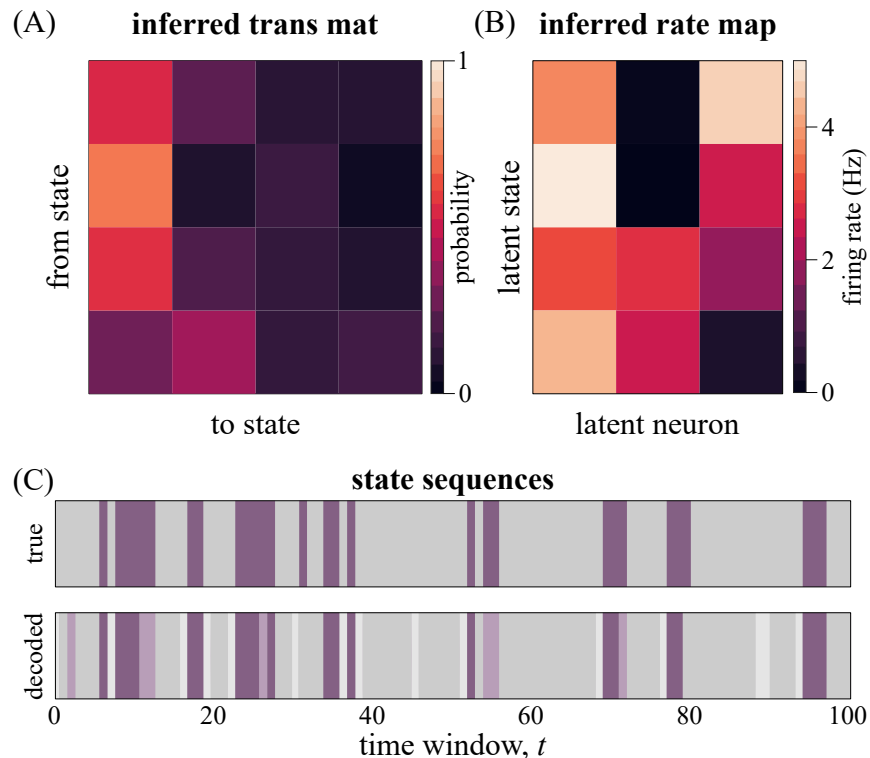 (A) inferred trans mat
from state
to state
1
probability
0
(B) inferred rate map
latent state
latent neuron
4
2
0
firing rate (Hz)
(C) state sequences
true
decoded
0 20 40 60 80 100
time window, t